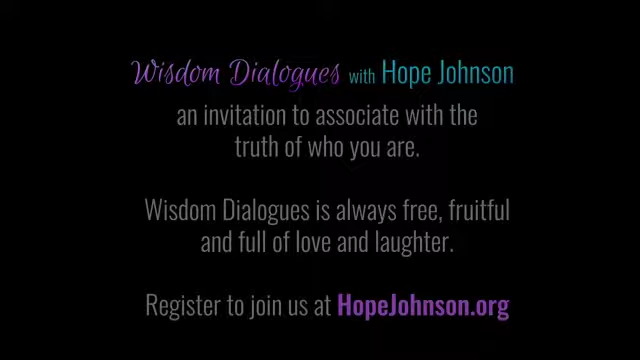 Wisdom Dialogues with Hope Johnson
an invitation to associate with the
truth of who you are.
Wisdom Dialogues is always free, fruitful
and full of love and laughter.
Register to join us at HopeJohnson.org